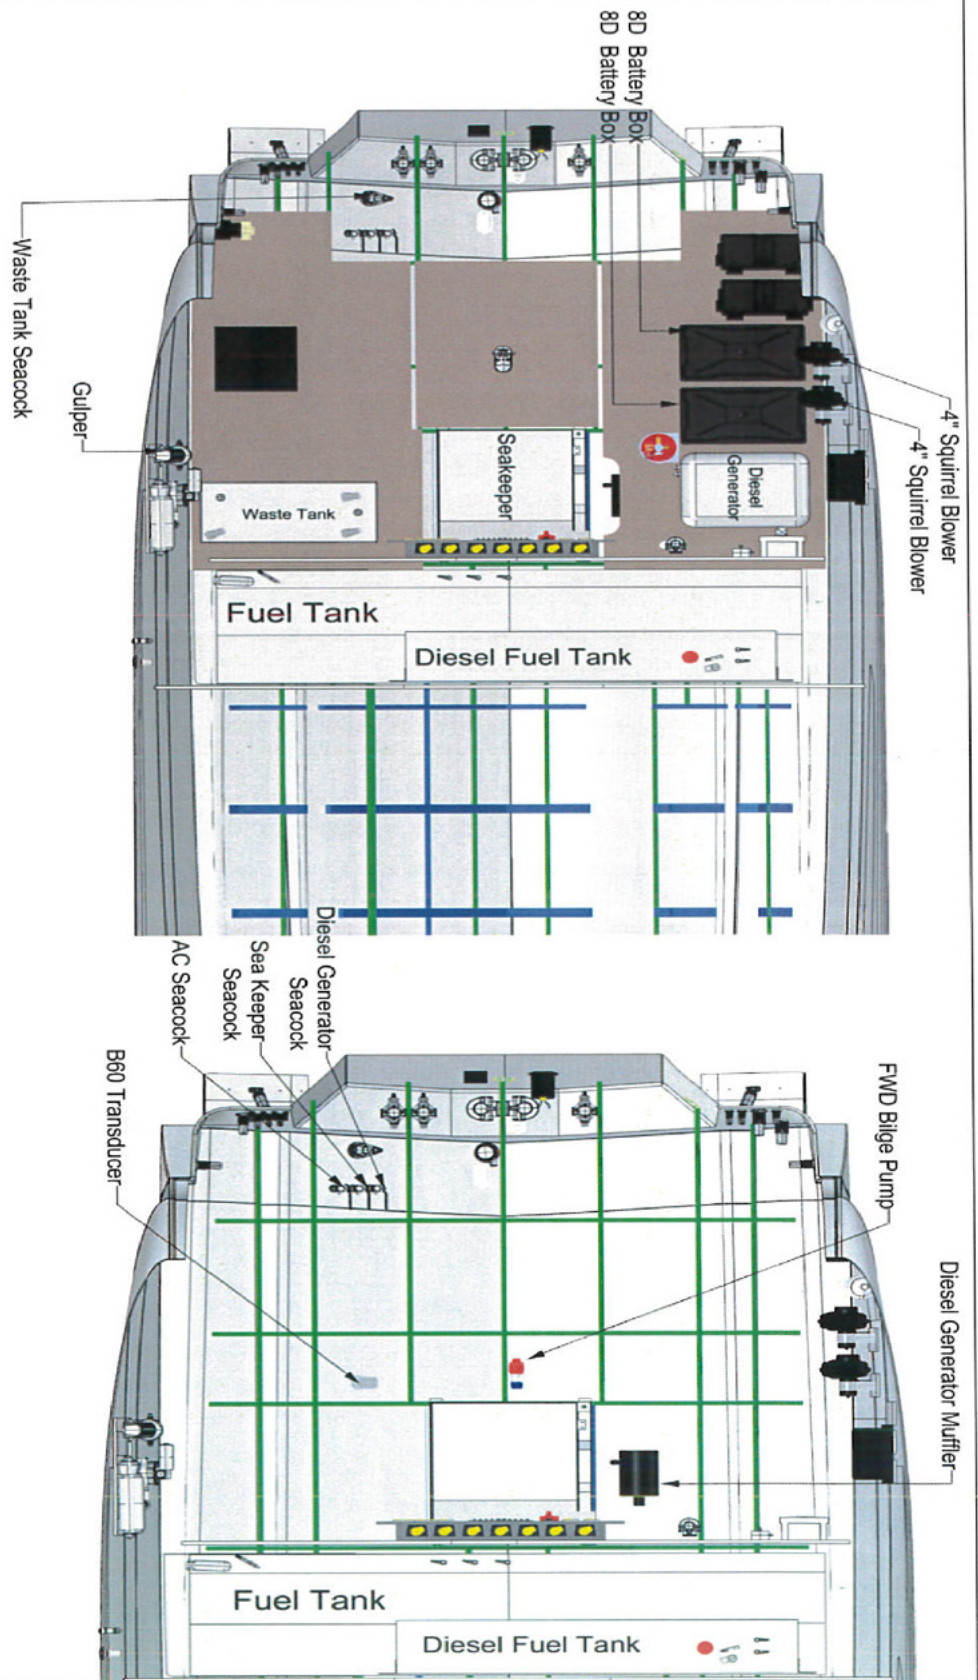 8D Battery Box
8D Battery Box
4" Squirrel Blower
4" Squirrel Blower
Waste Tank Seacock
Gulper
Seakeeper
Diesel
Generator
Waste Tank
Fuel Tank
Diesel Fuel Tank
FWD Bilge Pump
Diesel Generator Muffler
Diesel Generator
Seacock
Sea Keeper
Seacock
AC Seacock
B60 Transducer
Fuel Tank
Diesel Fuel Tank